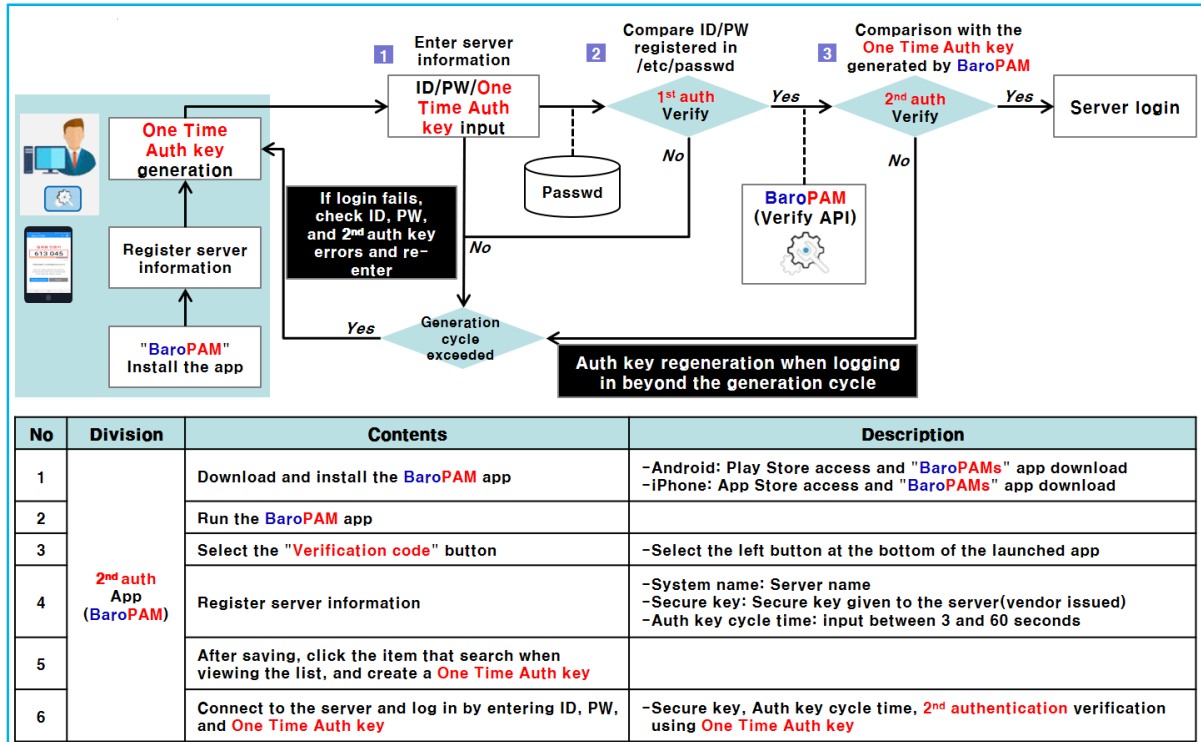 1
Enter server
information
ID/PW/One
Time Auth
key input
2
Compare ID/PW
registered in
/etc/passwd
1st auth
Verify
Yes
No
3
Comparison with the
One Time Auth key
generated by BaroPAM
2nd auth
Verify
Yes
No
Server login
One Time
Auth key
generation
Register server
information
"BaroPAM"
Install the app
613 045
If login fails,
check ID, PW,
and 2nd auth key
errors and re-
enter
Passwd
No
BaroPAM
(Verify API)
Yes
Generation
cycle
exceeded
Auth key regeneration when logging
in beyond the generation cycle
No Division Contents Description
2nd auth
App
(BaroPAM)
1 Download and install the BaroPAM app
-Android: Play Store access and "BaroPAMs" app download
-iPhone: App Store access and "BaroPAMs" app download
2 Run the BaroPAM app
3 Select the "Verification code" button -Select the left button at the bottom of the launched app
4 Register server information
-System name: Server name
-Secure key: Secure key given to the server(vendor issued)
-Auth key cycle time: input between 3 and 60 seconds
5 After saving, click the item that search when
viewing the list, and create a One Time Auth key
6 Connect to the server and log in by entering ID, PW,
and One Time Auth key
-Secure key, Auth key cycle time, 2nd authentication verification
using One Time Auth key